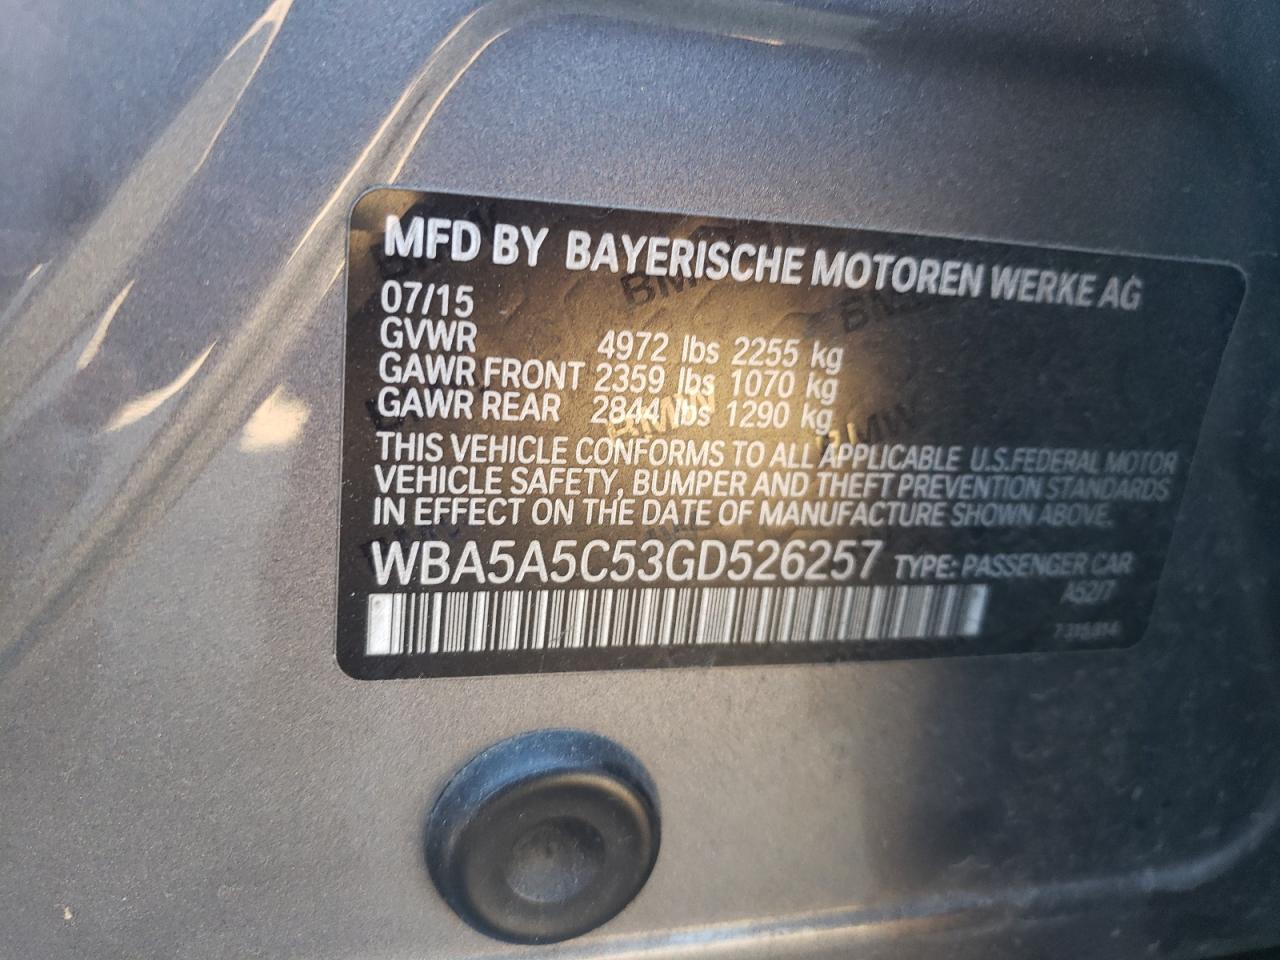 MFD BY BAYERISCHE MOTOREN WERKE AG
07/15
GVWR 4972 lbs 2255 kg
GAWR FRONT 2359 lbs 1070 kg
GAWR REAR 2844 lbs 1290 kg
THIS VEHICLE CONFORMS TO ALL APPLICABLE U.S.FEDERAL MOTOR
VEHICLE SAFETY, BUMPER AND THEFT PREVENTION STANDARDS
IN EFFECT ON THE DATE OF MANUFACTURE SHOWN ABOVE.
WBA5A5C53GD526257 TYPE: PASSENGER CAR
A52/7